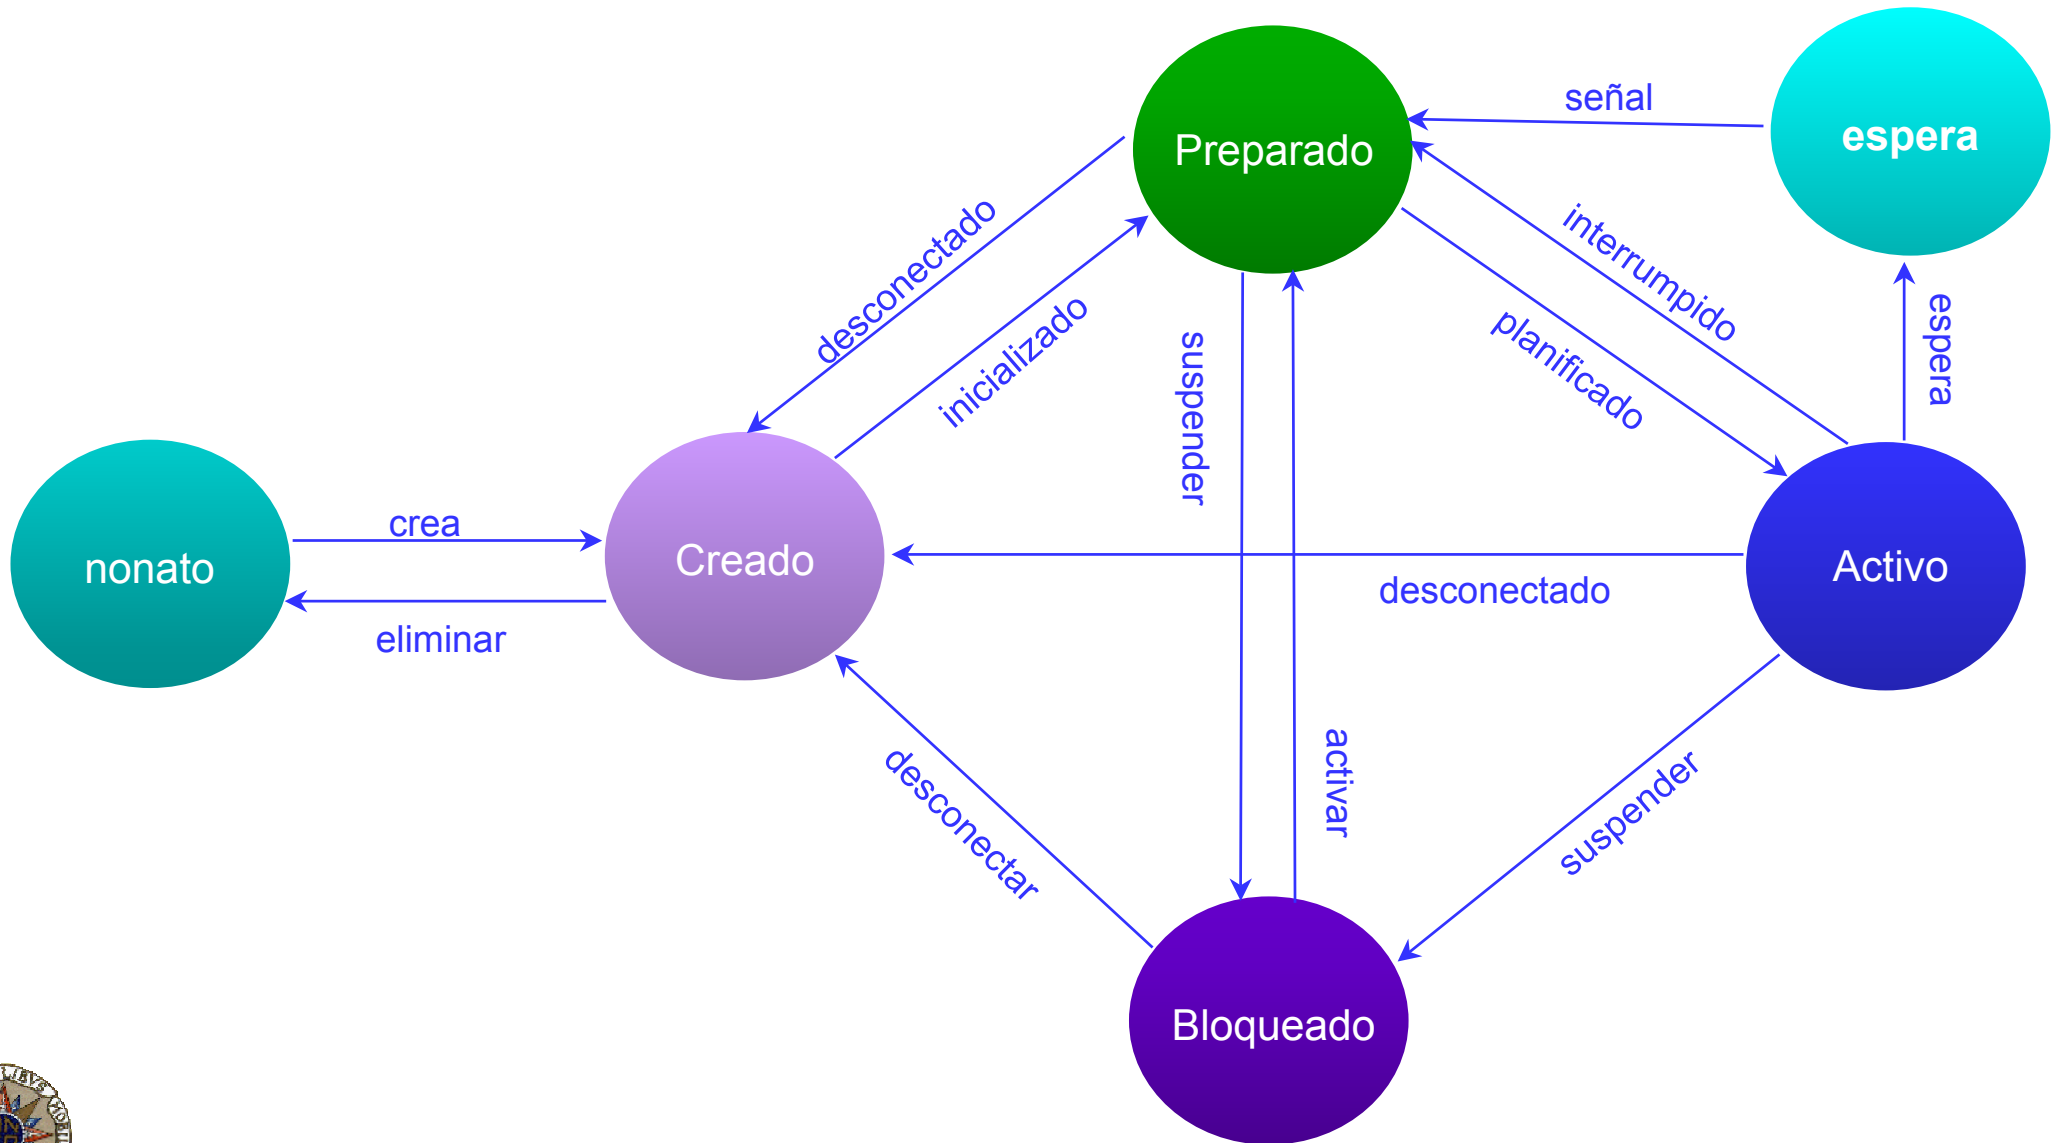 señal
Preparado
espera
desconectado
interrumpido
inicializado
planificado
espera
suspender
nonato
crea
eliminar
Creado
desconectado
Activo
desconectar
activar
suspender
Bloqueado